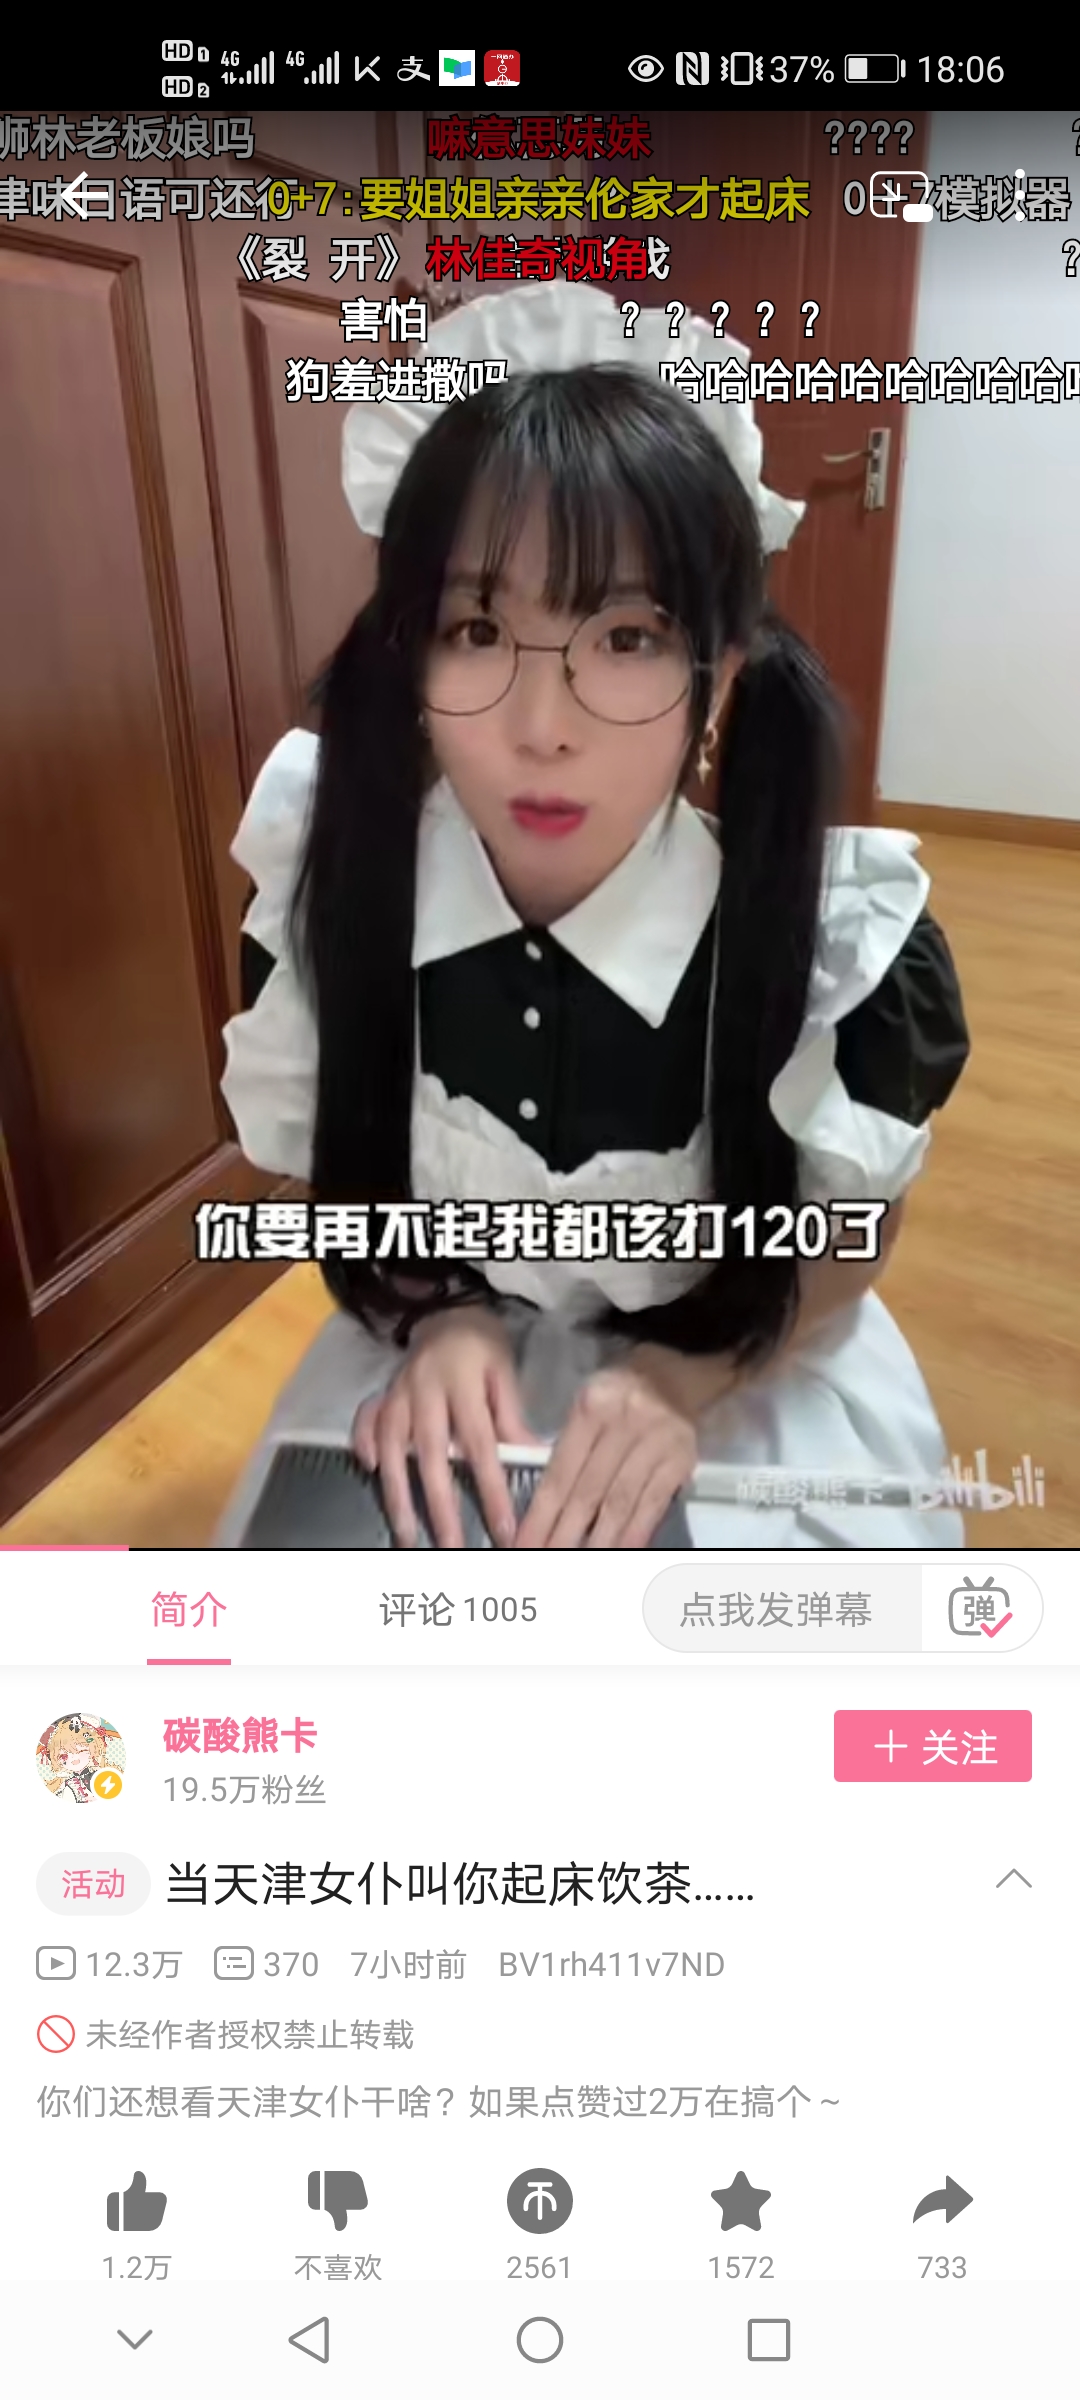 HD 1 4G 4G 支 37% 18:06
HD 2
狮林老板娘吗 嘛意思妹妹 ????
津味日语可还行 0+7:要姐姐亲亲伦家才起床 0+7模拟器
《裂 开》 林佳奇视角
害怕 ? ? ? ? ?
狗羞进撒吗 哈哈哈哈哈哈哈哈哈
你要再不起我都该打120了
碳酸熊卡 bilibili
简介 评论 1005 点我发弹幕 弹
碳酸熊卡
19.5万粉丝
+ 关注
活动 当天津女仆叫你起床饮茶……
12.3万 370 7小时前 BV1rh411v7ND
未经作者授权禁止转载
你们还想看天津女仆干啥？如果点赞过2万在搞个~
1.2万 不喜欢 2561 1572 733